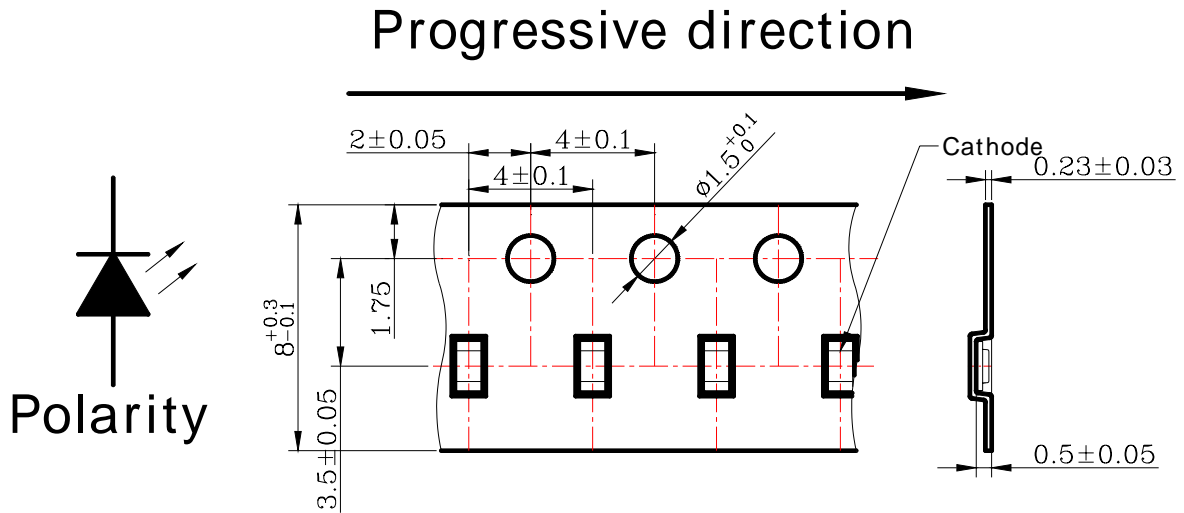 Progressive direction
2±0.05
4±0.1
4±0.1
ø1.5 +0.1 0
Cathode
0.23±0.03
8 +0.3 -0.1
1.75
3.5±0.05
Polarity
0.5±0.05